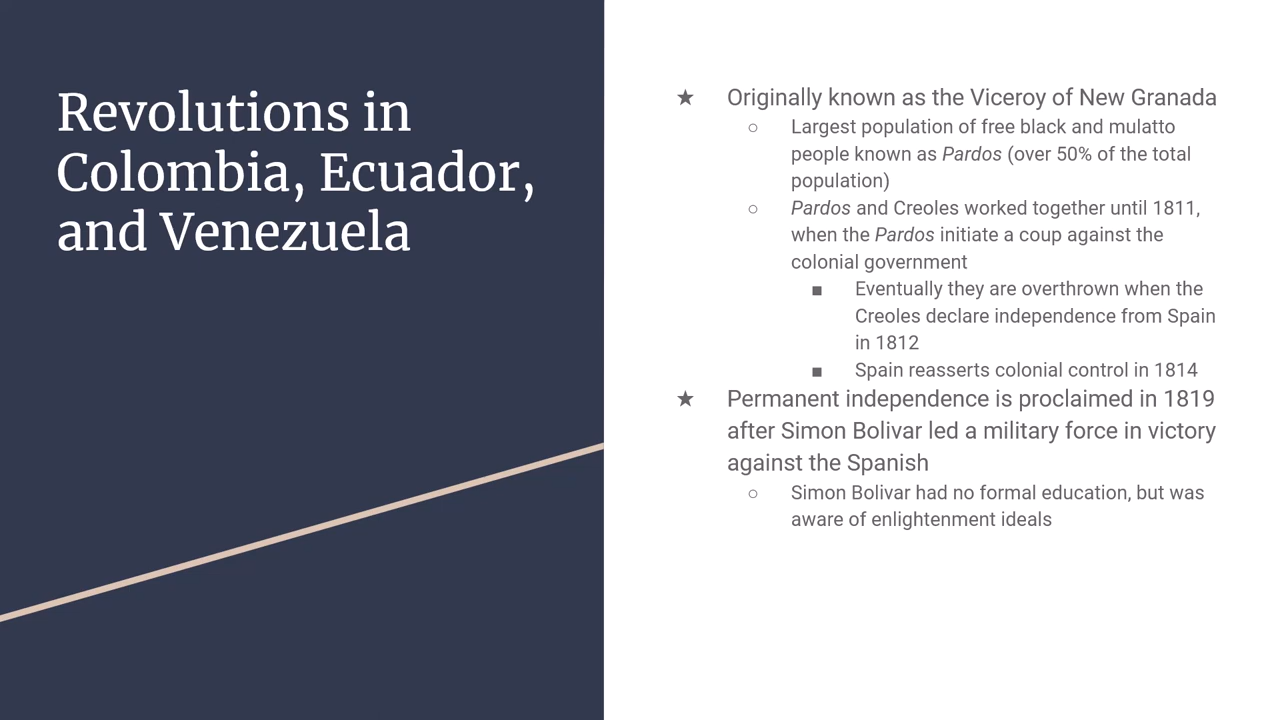 Revolutions in
Colombia, Ecuador,
and Venezuela
★ Originally known as the Viceroy of New Granada
○ Largest population of free black and mulatto
people known as Pardos (over 50% of the total
population)
○ Pardos and Creoles worked together until 1811,
when the Pardos initiate a coup against the
colonial government
■ Eventually they are overthrown when the
Creoles declare independence from Spain
in 1812
■ Spain reasserts colonial control in 1814
★ Permanent independence is proclaimed in 1819
after Simon Bolivar led a military force in victory
against the Spanish
○ Simon Bolivar had no formal education, but was
aware of enlightenment ideals